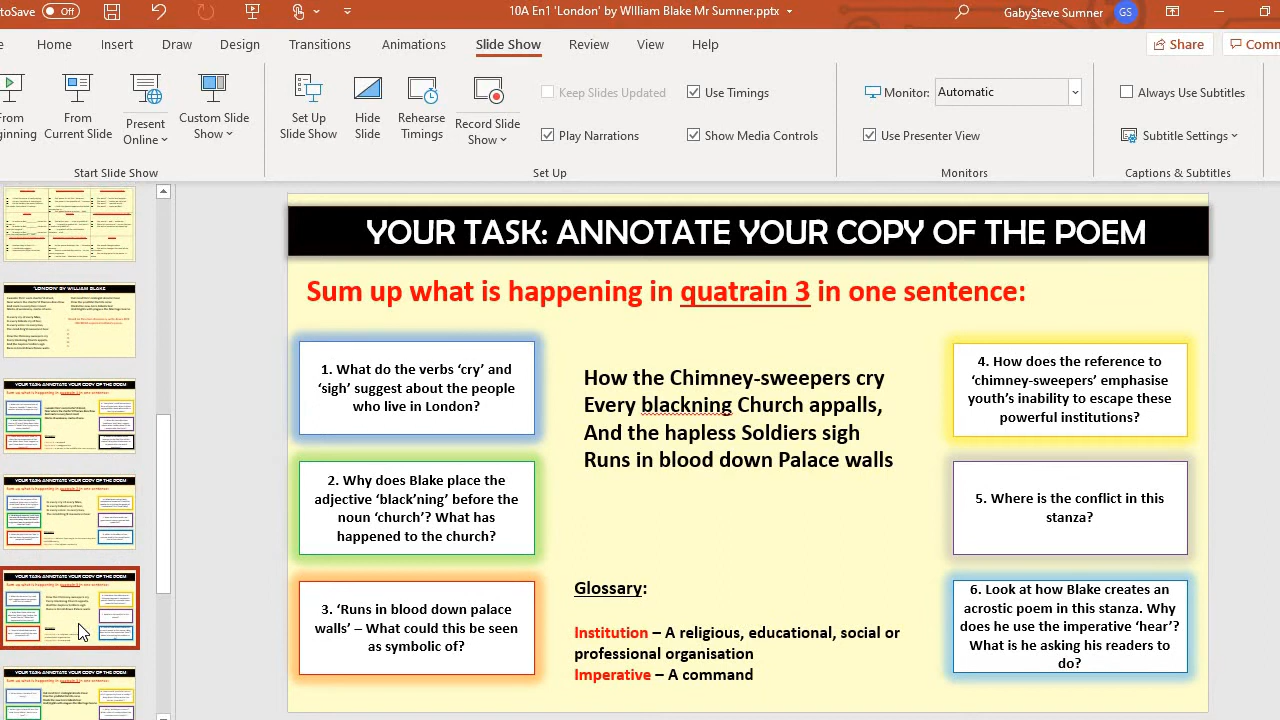 toSave Off
10A En1 'London' by WIlliam Blake Mr Sumner.pptx
GabySteve Sumner GS
Home Insert Draw Design Transitions Animations Slide Show Review View Help
Share
Comm
From
ginning
From
Current Slide
Present
Online
Custom Slide
Show
Start Slide Show
Set Up
Slide Show
Hide
Slide
Rehearse
Timings
Record Slide
Show
Keep Slides Updated
Play Narrations
Use Timings
Show Media Controls
Set Up
Monitor: Automatic
Use Presenter View
Monitors
Always Use Subtitles
Subtitle Settings
Captions & Subtitles
'LONDON' BY WILLIAM BLAKE
YOUR TASK: ANNOTATE YOUR COPY OF THE POEM
YOUR TASK: ANNOTATE YOUR COPY OF THE POEM
YOUR TASK: ANNOTATE YOUR COPY OF THE POEM
YOUR TASK: ANNOTATE YOUR COPY OF THE POEM
YOUR TASK: ANNOTATE YOUR COPY OF THE POEM
Sum up what is happening in quatrain 3 in one sentence:
1. What do the verbs ‘cry’ and
‘sigh’ suggest about the people
who live in London?
2. Why does Blake place the
adjective ‘black’ning’ before the
noun ‘church’? What has
happened to the church?
3. ‘Runs in blood down palace
walls’ – What could this be seen
as symbolic of?
How the Chimney-sweepers cry
Every blackning Church appalls,
And the hapless Soldiers sigh
Runs in blood down Palace walls
Glossary:
Institution – A religious, educational, social or
professional organisation
Imperative – A command
4. How does the reference to
‘chimney-sweepers’ emphasise
youth’s inability to escape these
powerful institutions?
5. Where is the conflict in this
stanza?
6. Look at how Blake creates an
acrostic poem in this stanza. Why
does he use the imperative ‘hear’?
What is he asking his readers to
do?